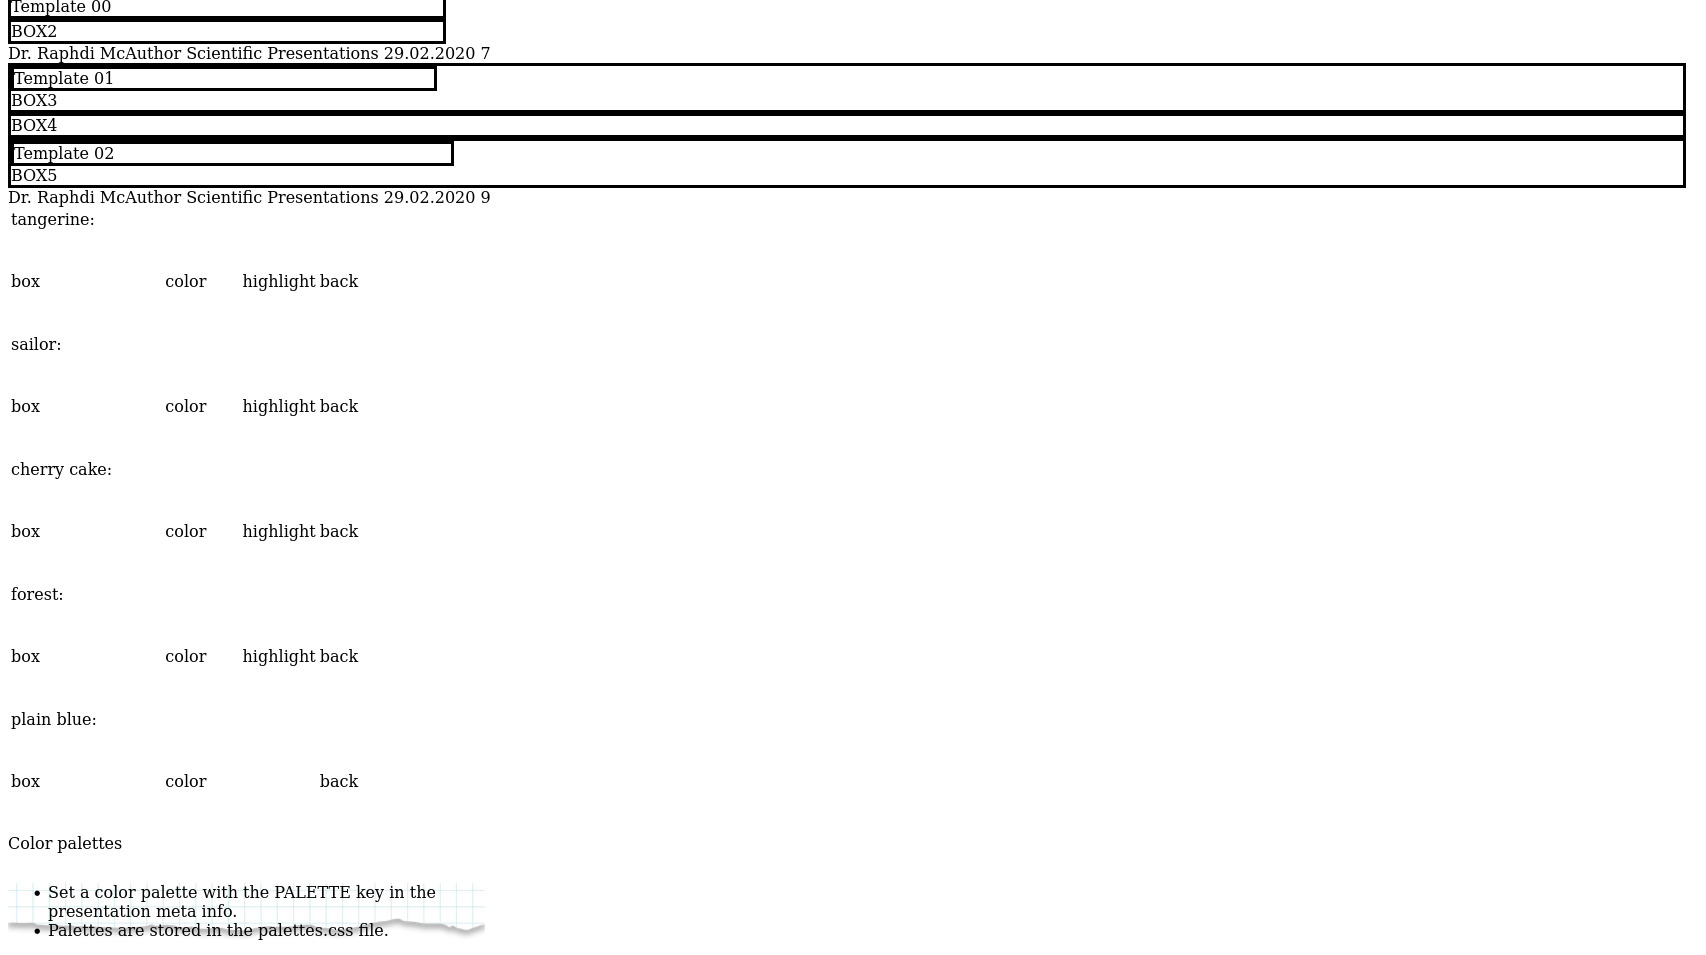 Template 00
BOX2
Dr. Raphdi McAuthor Scientific Presentations 29.02.2020 7
Template 01
BOX3
BOX4
Template 02
BOX5
Dr. Raphdi McAuthor Scientific Presentations 29.02.2020 9
tangerine:
box color highlight back
sailor:
box color highlight back
cherry cake:
box color highlight back
forest:
box color highlight back
plain blue:
box color back
Color palettes
• Set a color palette with the PALETTE key in the
presentation meta info.
• Palettes are stored in the palettes.css file.